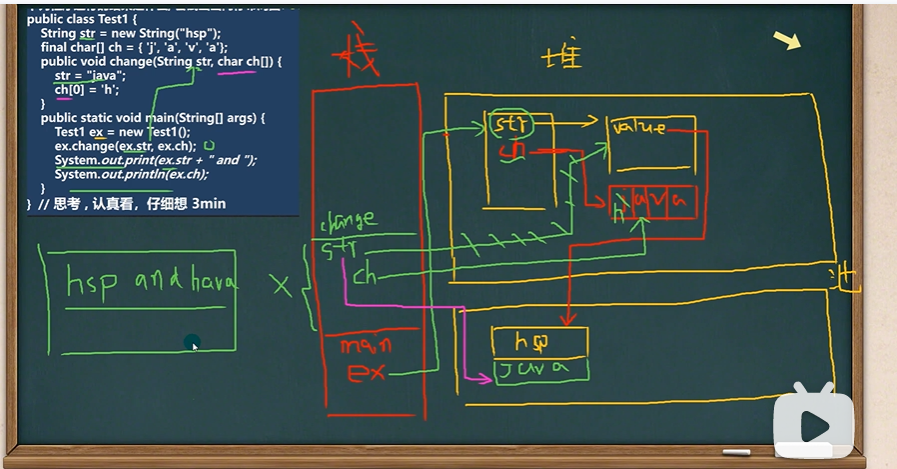 public class Test1 {
String str = new String("hsp");
final char[] ch = { 'j', 'a', 'v', 'a'};
public void change(String str, char ch[]) {
str = "java";
ch[0] = 'h';
}
public static void main(String[] args) {
Test1 ex = new Test1();
ex.change(ex.str, ex.ch);
System.out.print(ex.str + " and ");
System.out.println(ex.ch);
}
} // 思考，认真看，仔细想 3min
hsp and hava
栈
change
str
ch
main
ex
堆
str
ch
value
h a v a
hsp
java